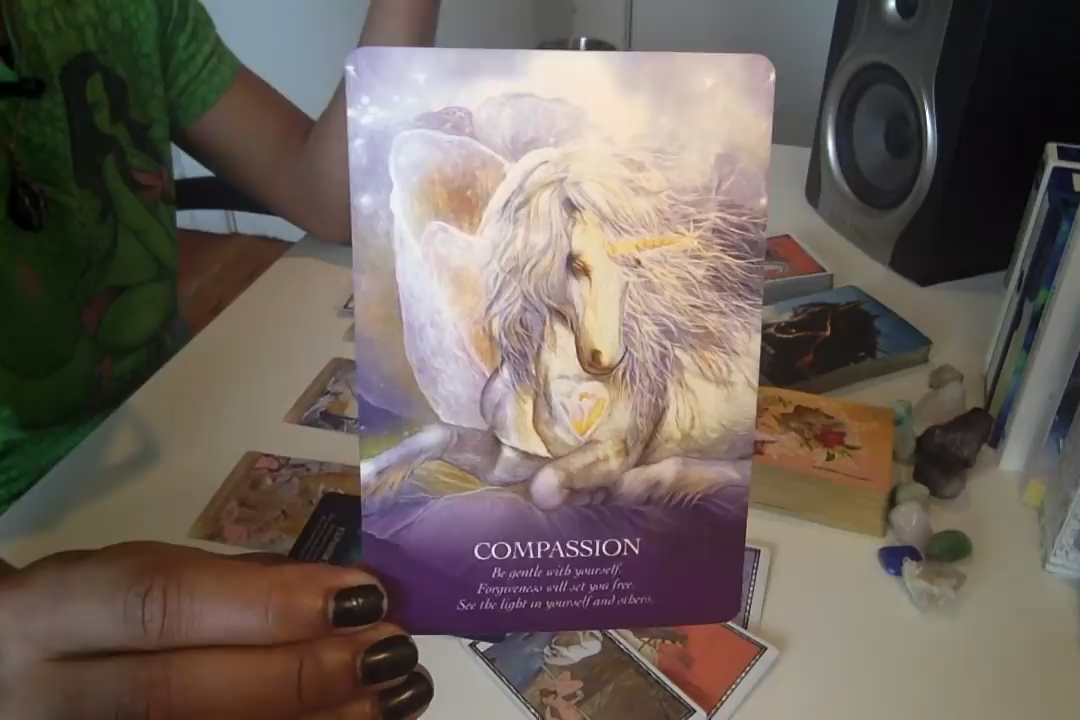 COMPASSION
Be gentle with yourself.
Forgiveness will set you free.
See the light in yourself and others.